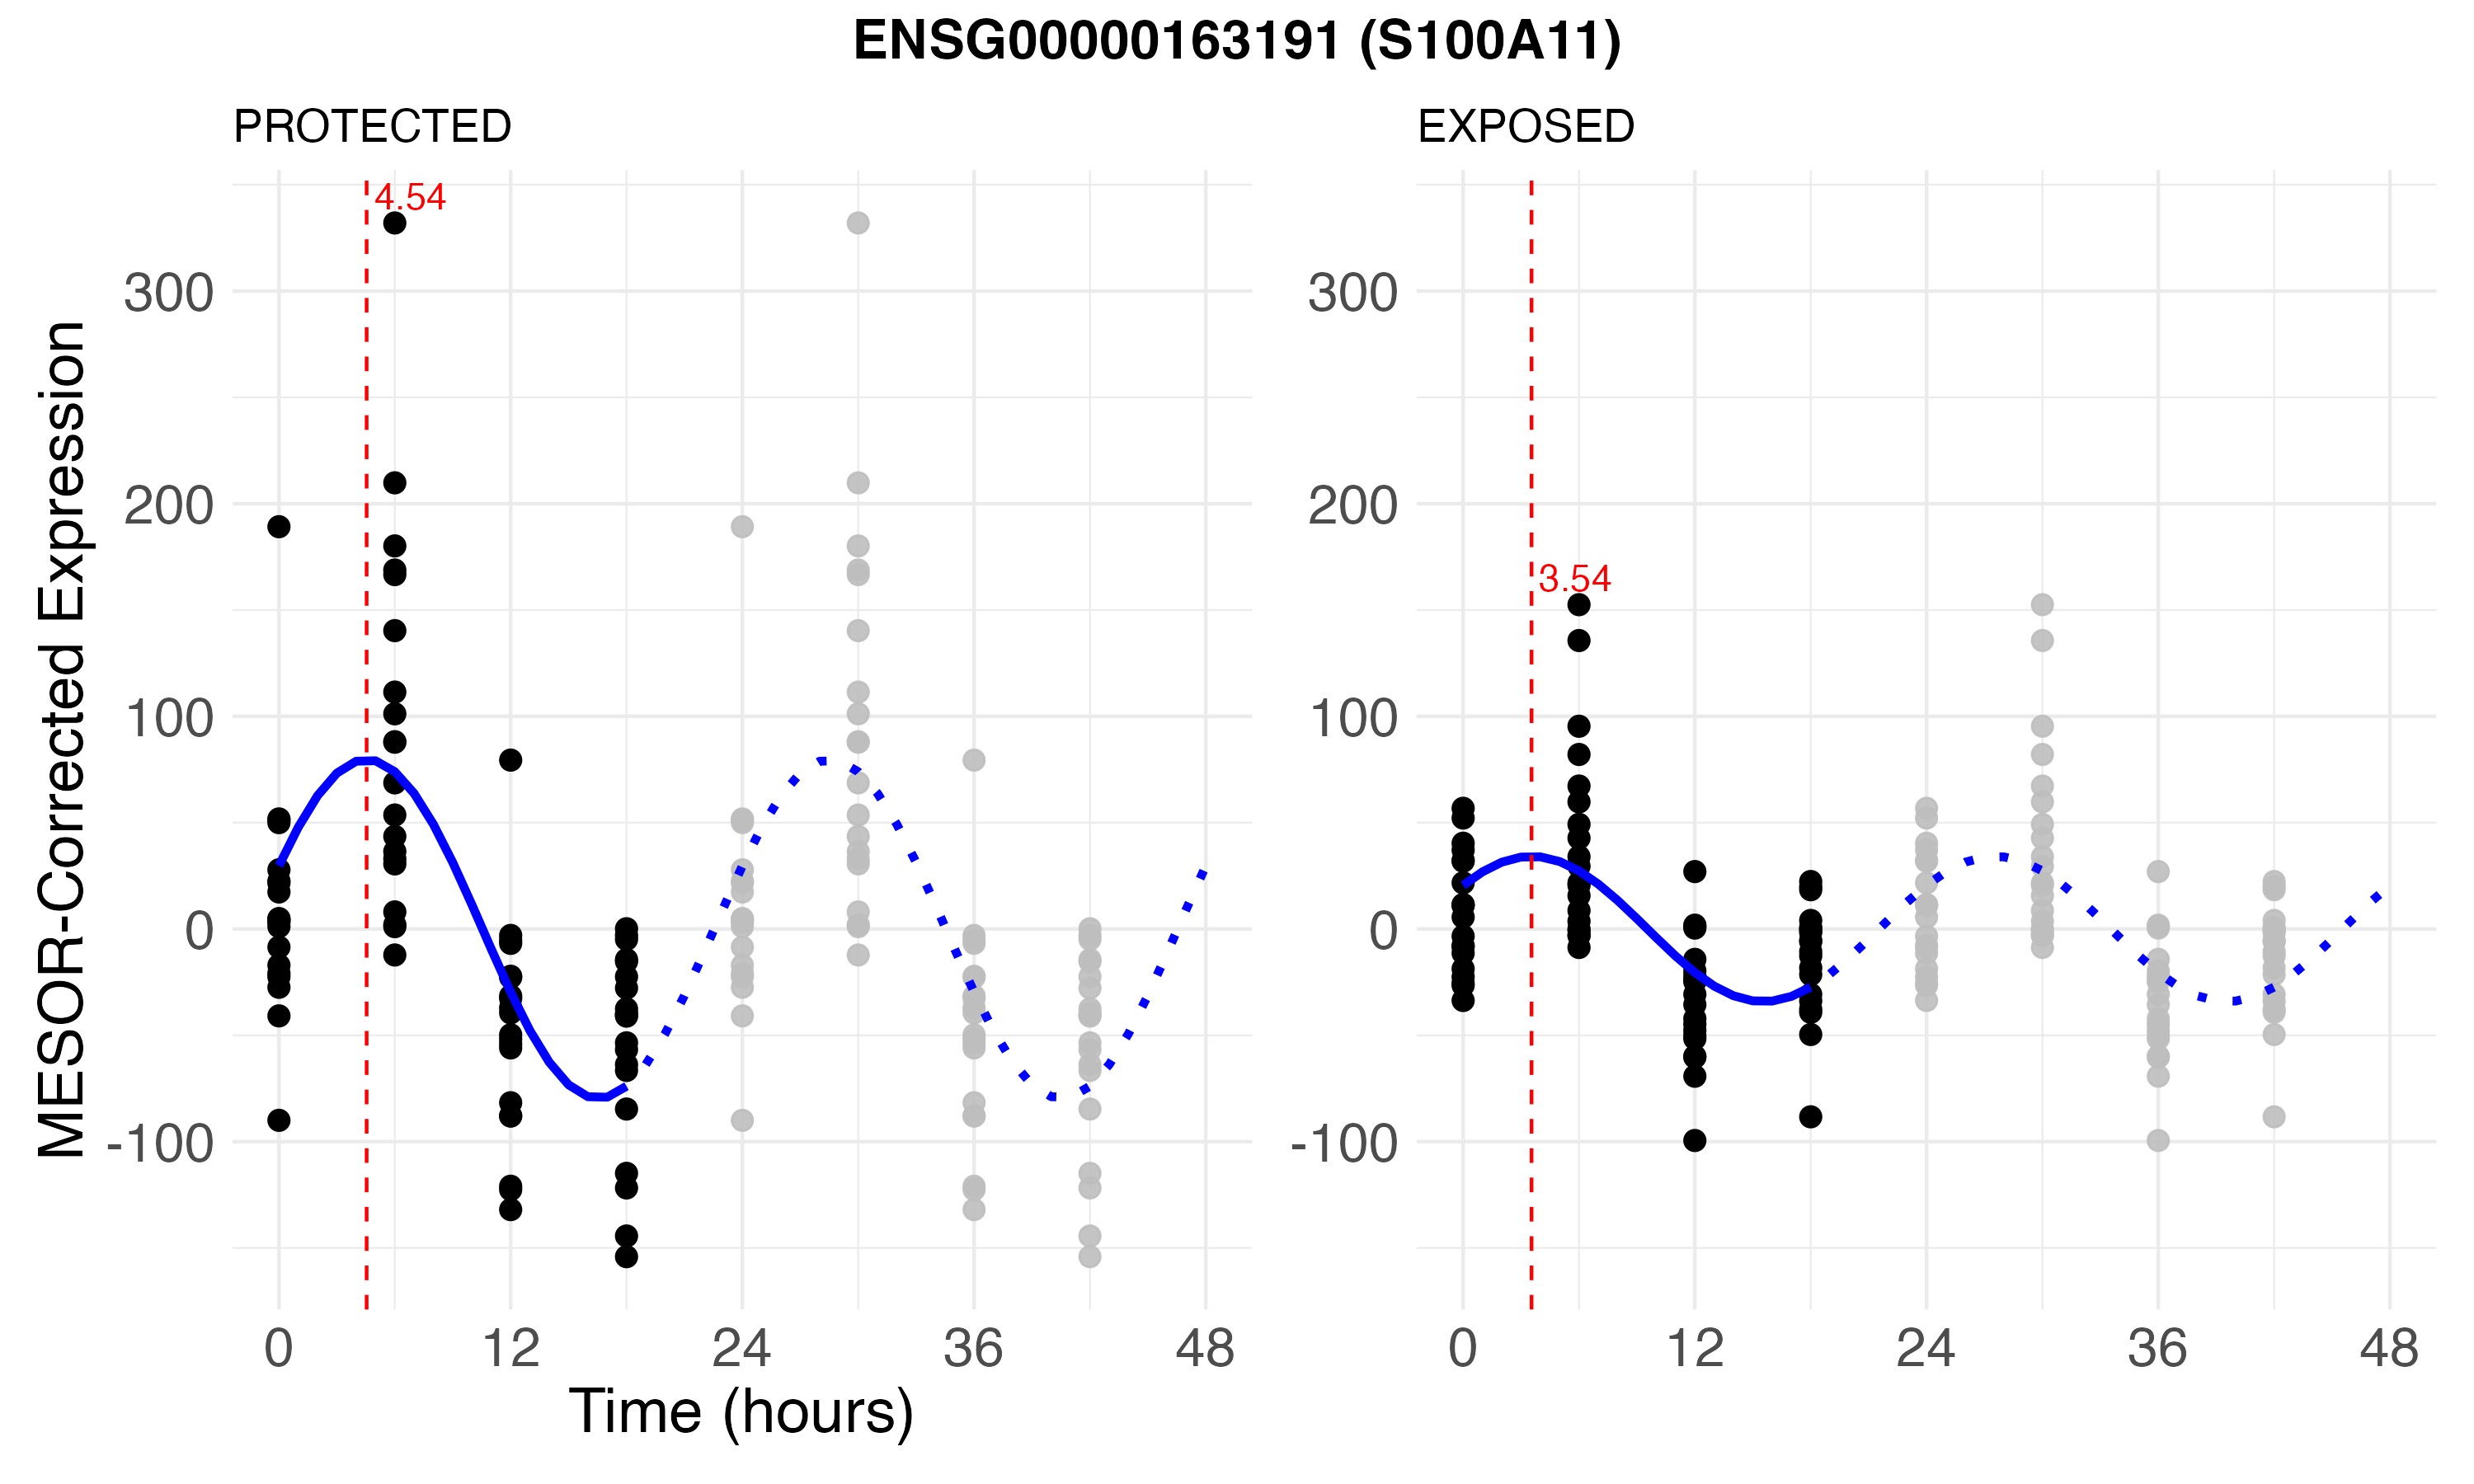 ENSG00000163191 (S100A11)
PROTECTED
EXPOSED
MESOR-Corrected Expression
300
200
100
0
-100
4.54
0 12 24 36 48
Time (hours)
300
200
100
0
-100
3.54
0 12 24 36 48